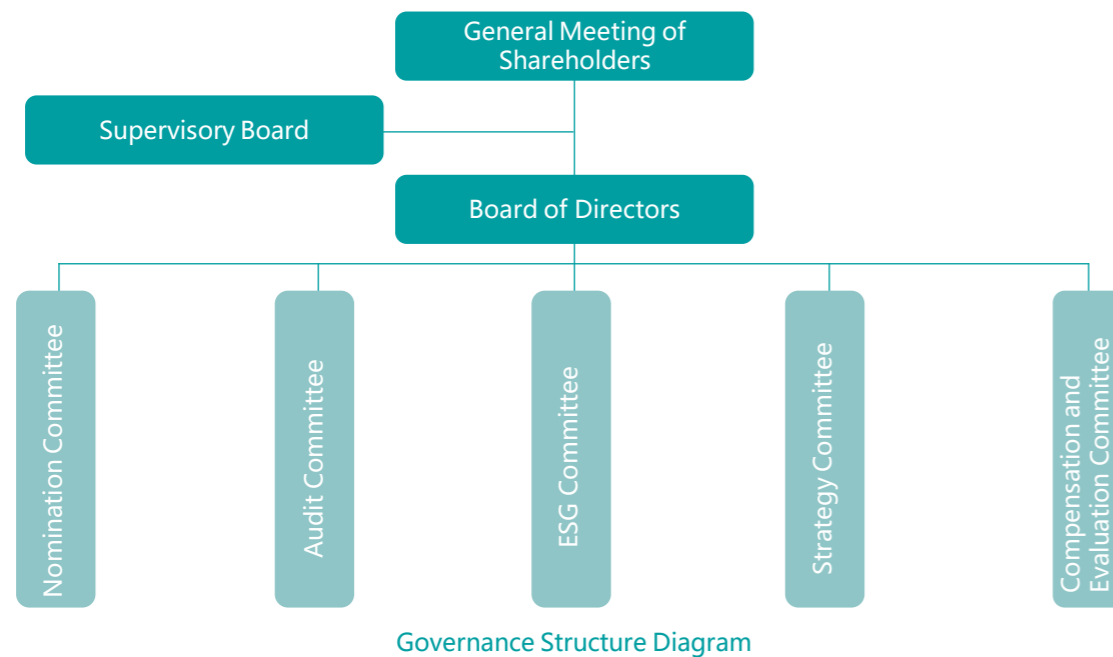 General Meeting of
Shareholders
Supervisory Board
Board of Directors
Nomination Committee
Audit Committee
ESG Committee
Strategy Committee
Compensation and
Evaluation Committee
Governance Structure Diagram